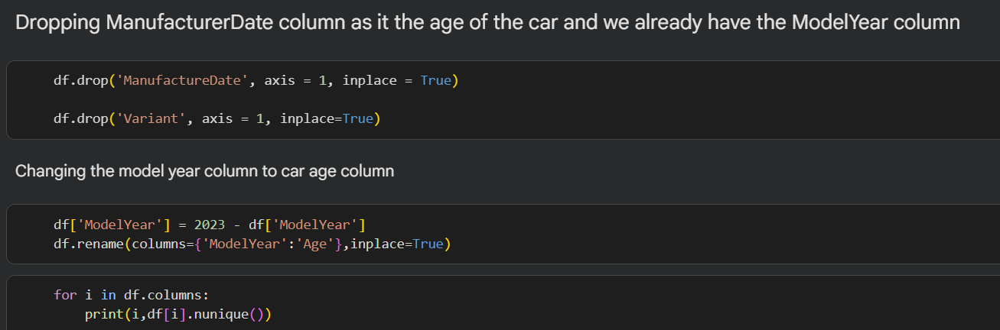 Dropping ManufacturerDate column as it the age of the car and we already have the ModelYear column
df.drop('ManufactureDate', axis = 1, inplace = True)
df.drop('Variant', axis = 1, inplace=True)
Changing the model year column to car age column
df['ModelYear'] = 2023 - df['ModelYear']
df.rename(columns={'ModelYear':'Age'},inplace=True)
for i in df.columns:
    print(i,df[i].nunique())